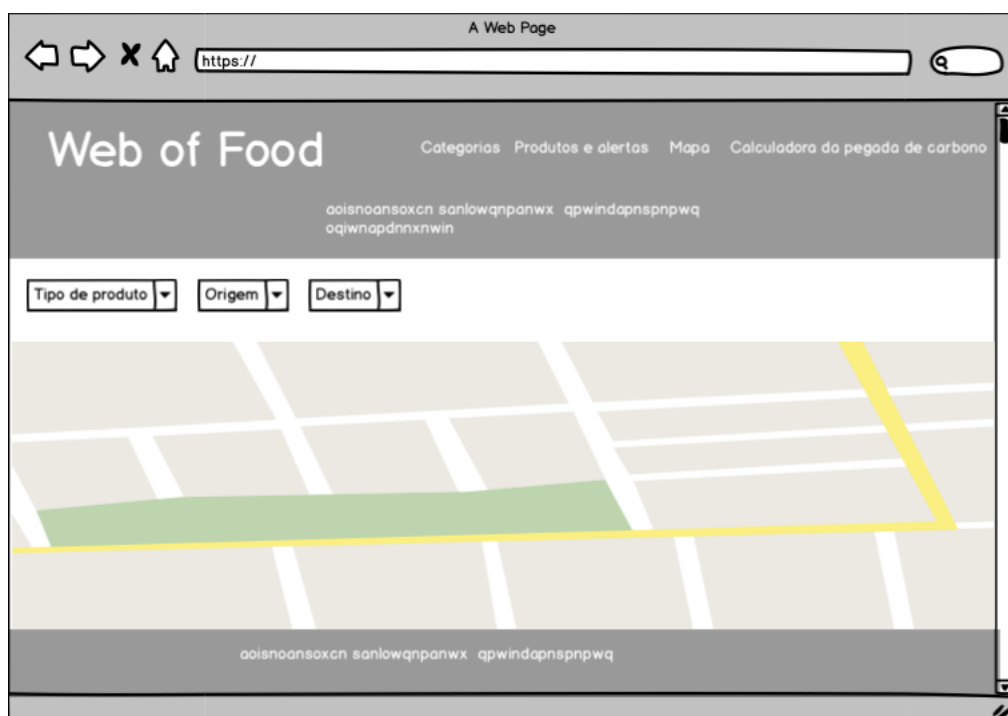 A Web Page
https://
Web of Food
Categorias Produtos e alertas Mapa Calculadora da pegada de carbono
aoisnoansoxcn sanlowqnpanwx qpwindapnspnpwq
oqiwnapdnnxnwin
Tipo de produto Origem Destino
aoisnoansoxcn sanlowqnpanwx qpwindapnspnpwq